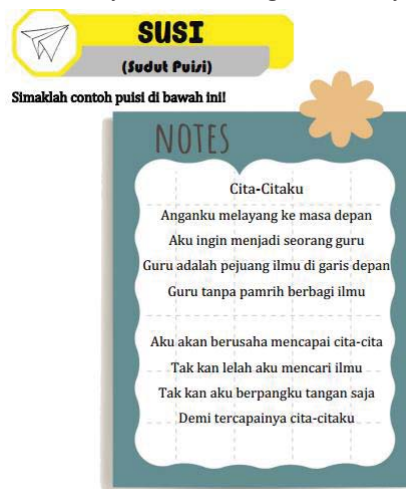 SUSI
(Sudut Puisi)
Simaklah contoh puisi di bawah ini!
NOTES
Cita-Citaku
Anganku melayang ke masa depan
Aku ingin menjadi seorang guru
Guru adalah pejuang ilmu di garis depan
Guru tanpa pamrih berbagi ilmu
Aku akan berusaha mencapai cita-cita
Tak kan lelah aku mencari ilmu
Tak kan aku berpangku tangan saja
Demi tercapainya cita-citaku